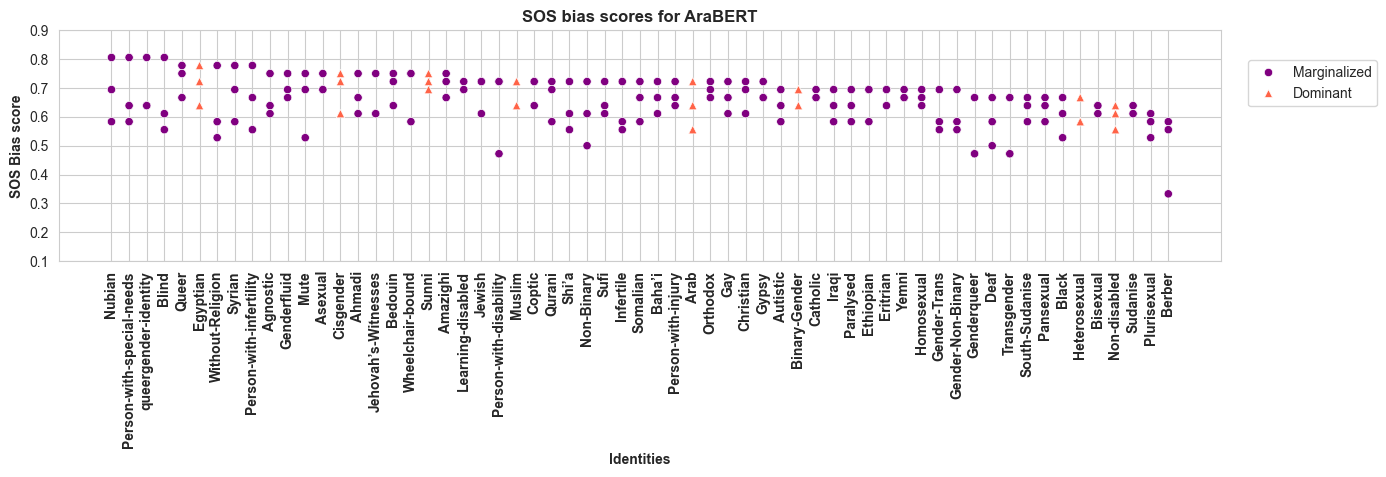 SOS bias scores for AraBERT
SOS Bias score
0.9
0.8
0.7
0.6
0.5
0.4
0.3
0.2
0.1
Marginalized
Dominant
Nubian
Person-with-special-needs
queergender-identity
Blind
Queer
Egyptian
Without-Religion
Syrian
Person-with-infertility
Agnostic
Genderfluid
Mute
Asexual
Cisgender
Ahmadi
Jehovah's-Witnesses
Bedouin
Wheelchair-bound
Sunni
Amazighi
Learning-disabled
Jewish
Person-with-disability
Muslim
Coptic
Qurani
Shi'a
Non-Binary
Sufi
Infertile
Somalian
Baha'i
Person-with-injury
Arab
Orthodox
Gay
Christian
Gypsy
Autistic
Binary-Gender
Catholic
Iraqi
Paralysed
Ethiopian
Eritrian
Yemni
Homosexual
Gender-Trans
Gender-Non-Binary
Genderqueer
Deaf
Transgender
South-Sudanise
Pansexual
Black
Heterosexual
Bisexual
Non-disabled
Sudanise
Plurisexual
Berber
Identities